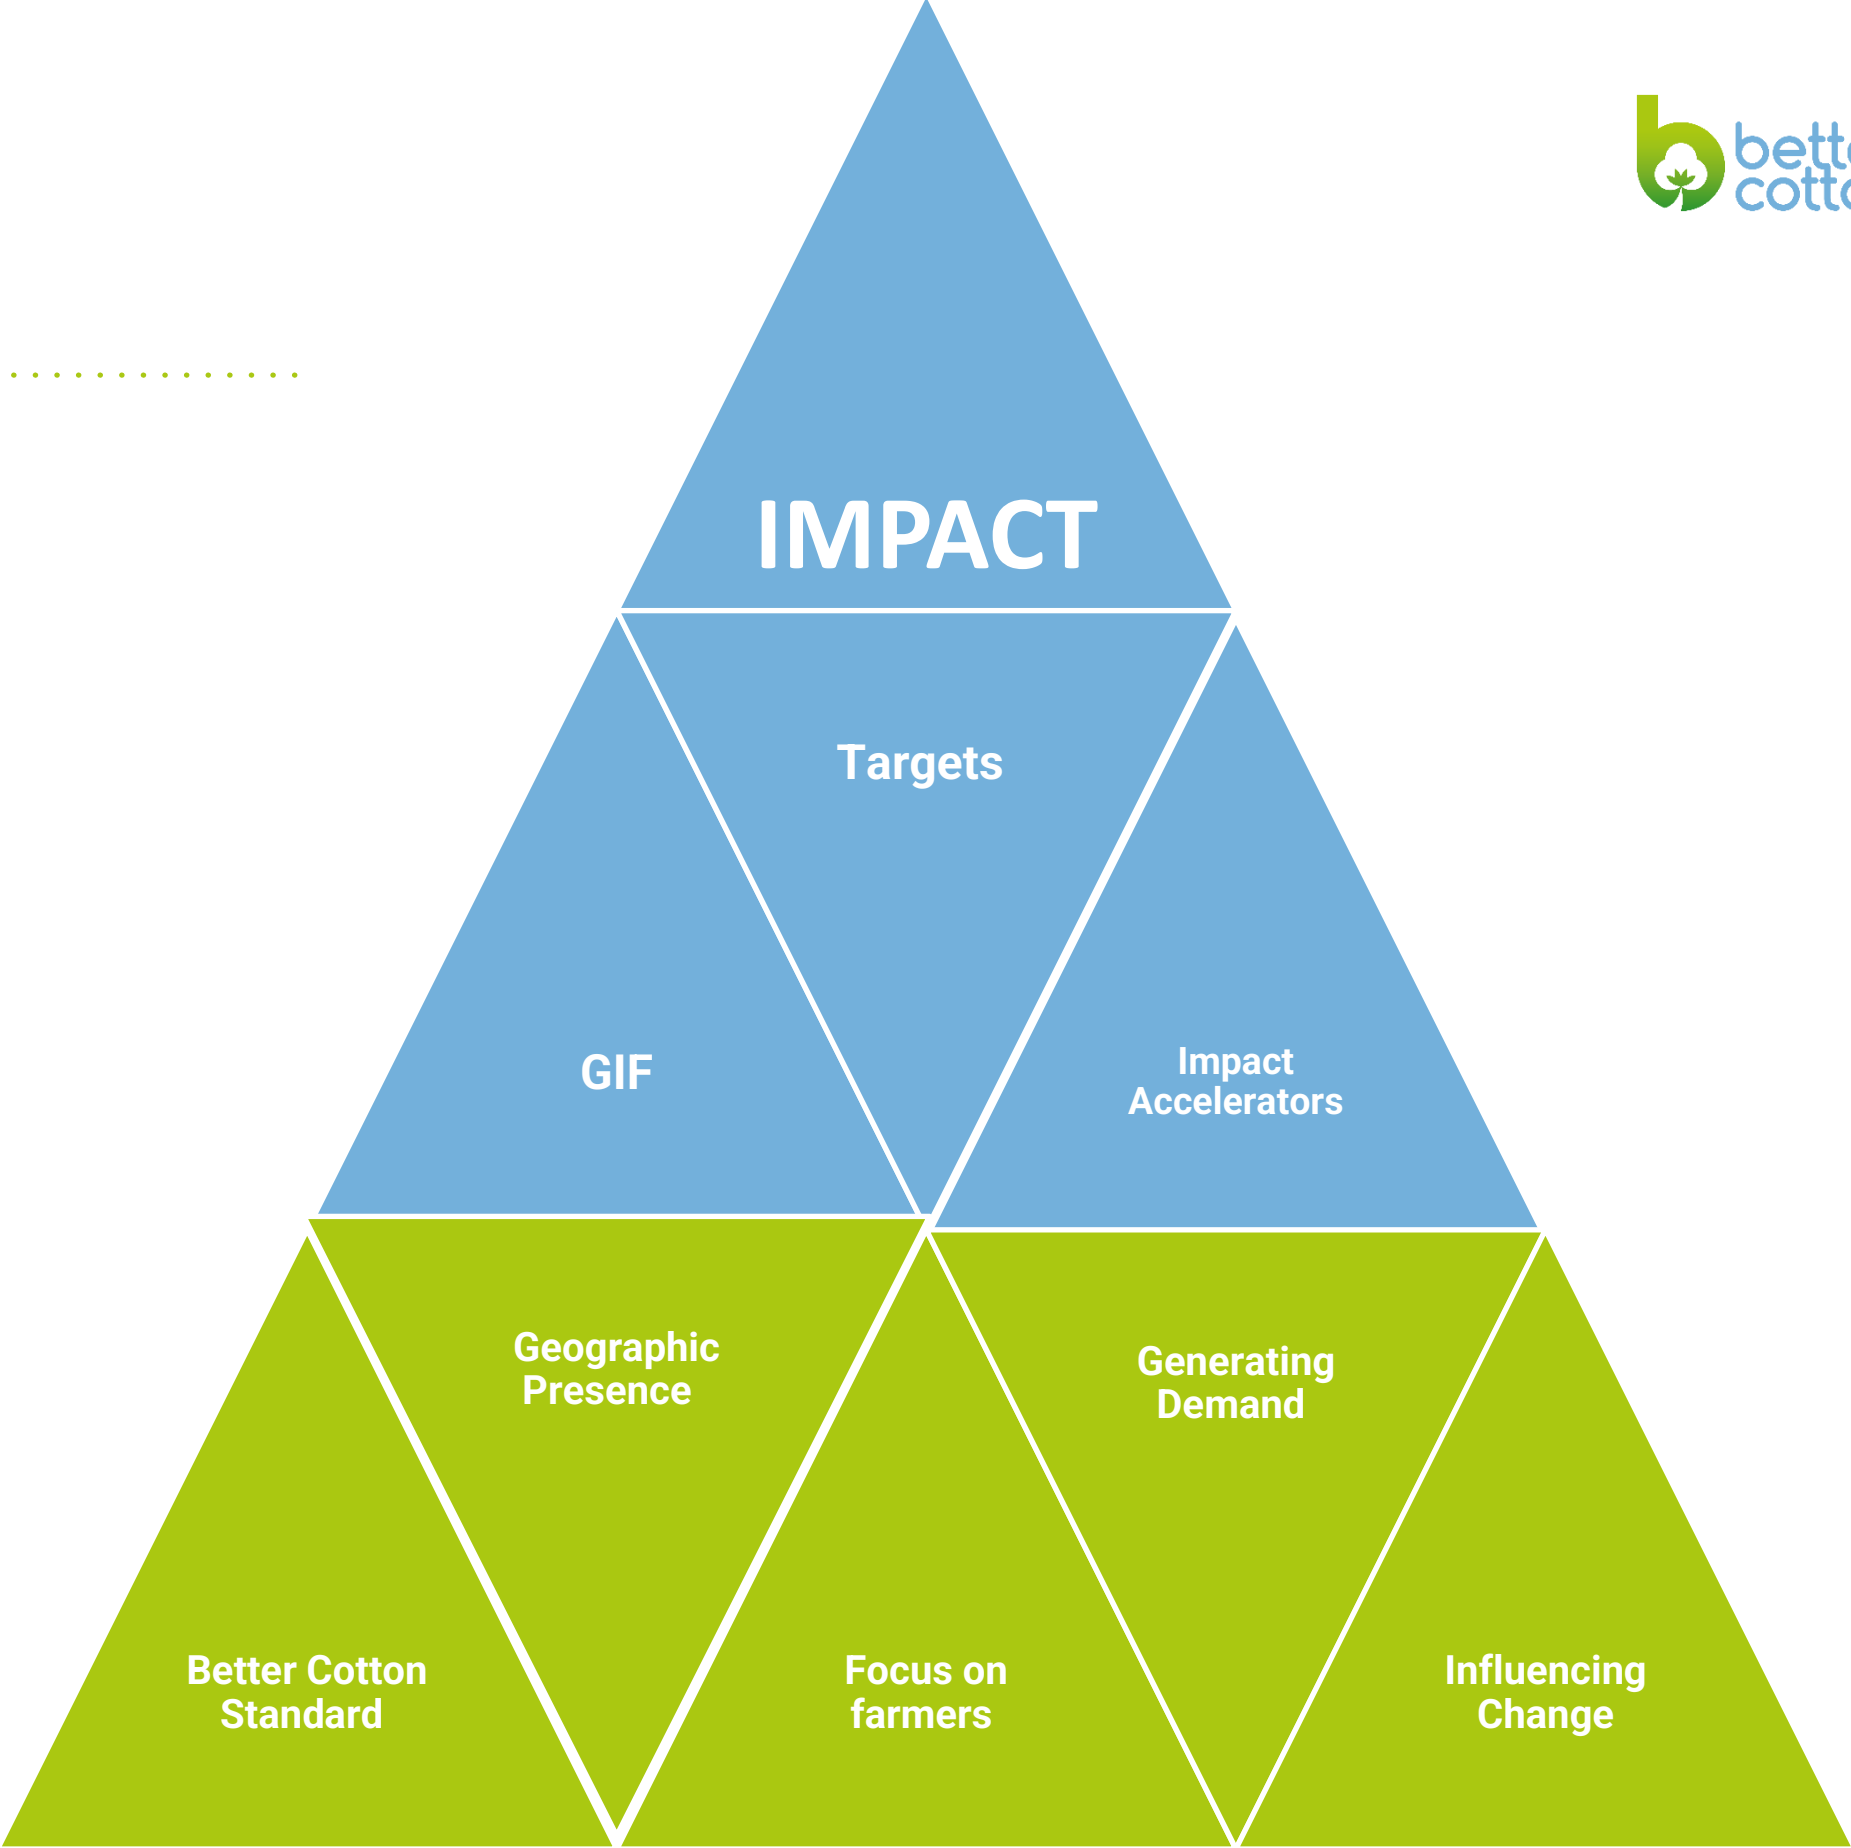 IMPACT
Targets
GIF
Impact
Accelerators
Geographic
Presence
Generating
Demand
Better Cotton
Standard
Focus on
farmers
Influencing
Change